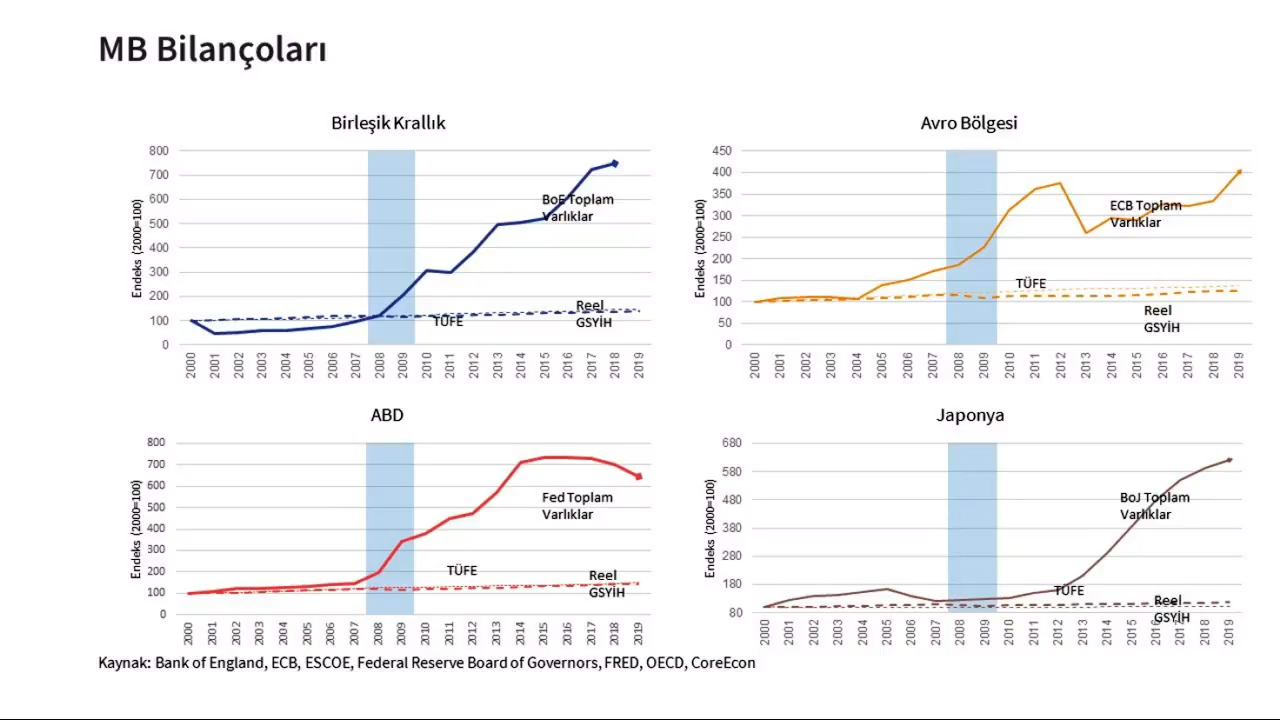 MB Bilançoları
Birleşik Krallık
Endeks (2000=100)
800
700
600
500
400
300
200
100
0
BoE Toplam
Varlıklar
TÜFE
Reel
GSYİH
2000 2001 2002 2003 2004 2005 2006 2007 2008 2009 2010 2011 2012 2013 2014 2015 2016 2017 2018 2019
Avro Bölgesi
Endeks (2000=100)
450
400
350
300
250
200
150
100
50
0
ECB Toplam
Varlıklar
TÜFE
Reel
GSYİH
2000 2001 2002 2003 2004 2005 2006 2007 2008 2009 2010 2011 2012 2013 2014 2015 2016 2017 2018 2019
ABD
Endeks (2000=100)
800
700
600
500
400
300
200
100
0
Fed Toplam
Varlıklar
TÜFE
Reel
GSYİH
2000 2001 2002 2003 2004 2005 2006 2007 2008 2009 2010 2011 2012 2013 2014 2015 2016 2017 2018 2019
Japonya
Endeks (2000=100)
680
580
480
380
280
180
80
BoJ Toplam
Varlıklar
TÜFE
Reel
GSYİH
2000 2001 2002 2003 2004 2005 2006 2007 2008 2009 2010 2011 2012 2013 2014 2015 2016 2017 2018 2019
Kaynak: Bank of England, ECB, ESCOE, Federal Reserve Board of Governors, FRED, OECD, CoreEcon